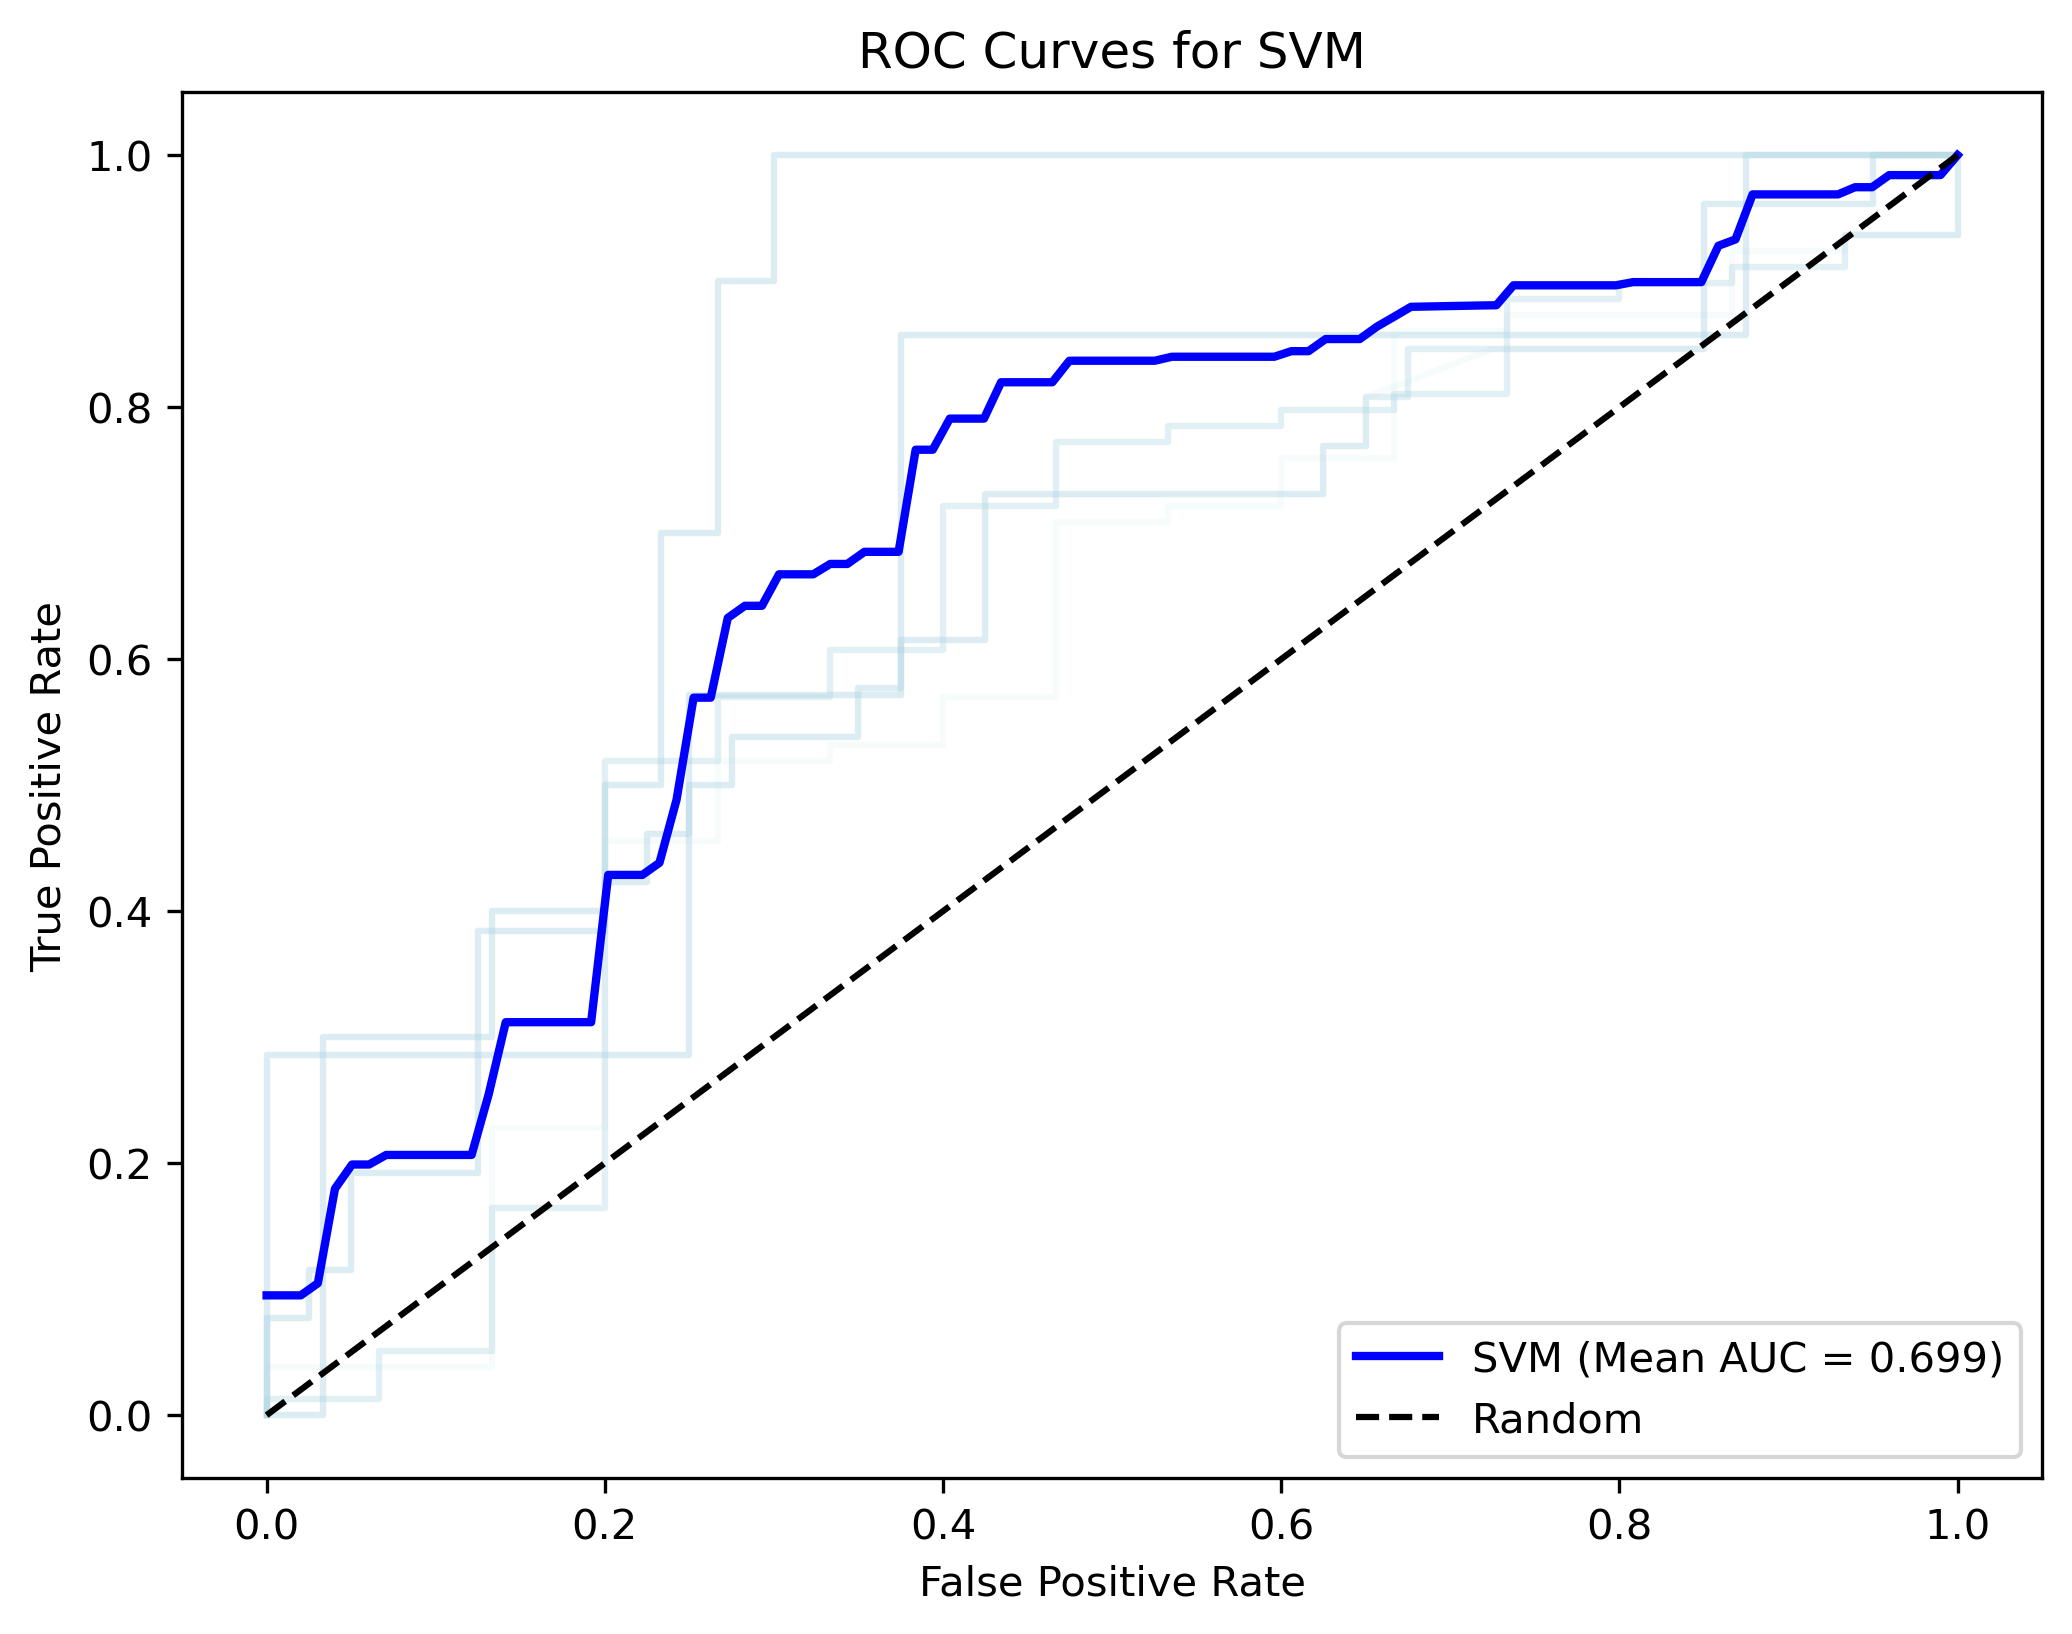 ROC Curves for SVM
True Positive Rate
1.0
0.8
0.6
0.4
0.2
0.0
SVM (Mean AUC = 0.699)
Random
0.0 0.2 0.4 0.6 0.8 1.0
False Positive Rate